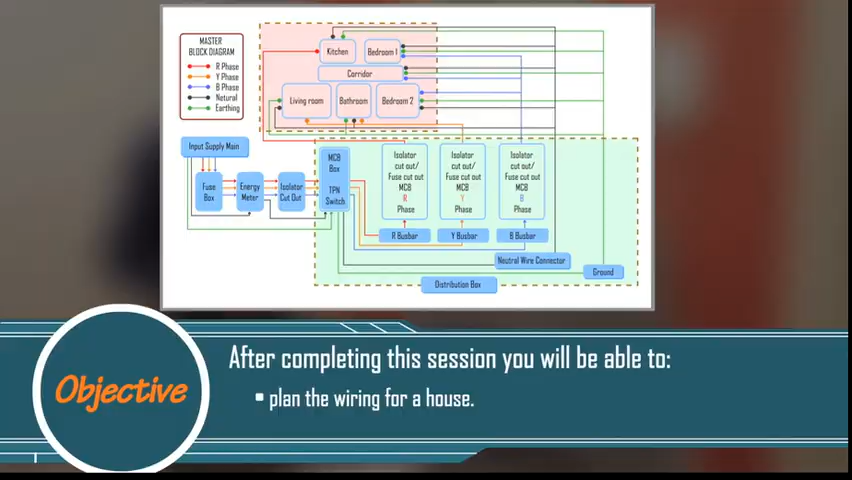 MASTER
BLOCK DIAGRAM
R Phase
Y Phase
B Phase
Netural
Earthing
Kitchen
Bedroom 1
Corridor
Living room
Bathroom
Bedroom 2
Input Supply Main
Fuse
Box
Energy
Meter
Isolator
Cut Out
MCB
Box
TPN
Switch
Isolator
cut out/
Fuse cut out
MCB
R
Phase
Isolator
cut out/
Fuse cut out
MCB
Y
Phase
Isolator
cut out/
Fuse cut out
MCB
B
Phase
R Busbar
Y Busbar
B Busbar
Neutral Wire Connector
Ground
Distribution Box
Objective
After completing this session you will be able to:
▪ plan the wiring for a house.